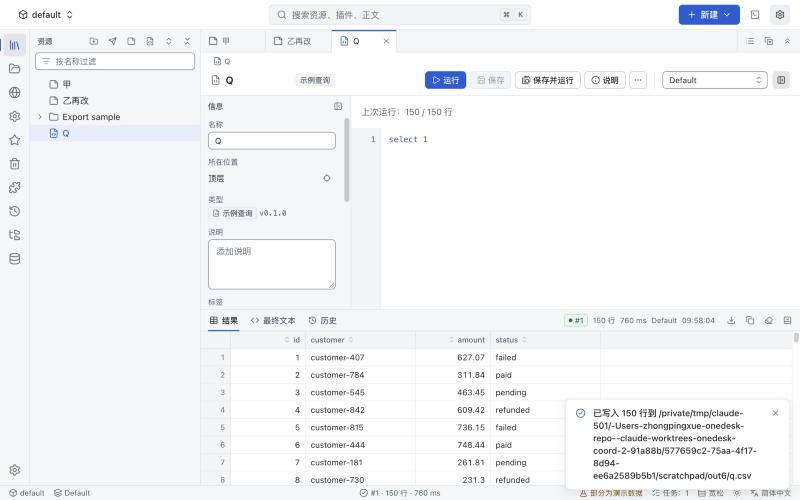 default
搜索资源、插件、正文
⌘ K
新建
资源
甲
乙再改
Q
按名称过滤
甲
乙再改
Export sample
Q
Q
Q
示例查询
运行
保存
保存并运行
说明
Default
信息
名称
Q
所在位置
顶层
类型
示例查询 v0.1.0
说明
添加说明
标签
上次运行：150 / 150 行
1 select 1
结果
最终文本
历史
#1 150 行 760 ms Default 09:58:04
id customer amount status
1 1 customer-407 627.07 failed
2 2 customer-784 311.84 paid
3 3 customer-545 463.45 pending
4 4 customer-842 609.42 refunded
5 5 customer-815 736.15 failed
6 6 customer-444 748.44 paid
7 7 customer-181 261.81 pending
8 8 customer-730 231.3 refunded
已写入 150 行到 /private/tmp/claude-
501/-Users-zhongpingxue-onedesk-
repo--claude-worktrees-onedesk-
coord-2-91a88b/577659c2-75aa-4f17-
8d94-
ee6a2589b5b1/scratchpad/out6/q.csv
default
Default
#1 · 150 行 · 760 ms
部分为演示数据
任务：1
宽松
简体中文